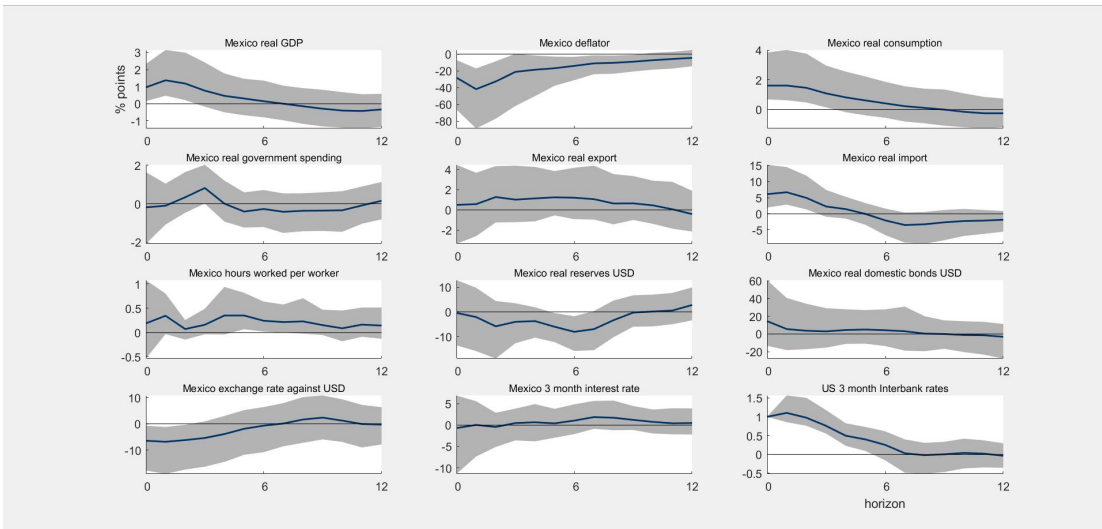 Mexico real GDP
% points
3
2
1
0
-1
0 6 12
Mexico deflator
0
-20
-40
-60
-80
0 6 12
Mexico real consumption
4
2
0
0 6 12
Mexico real government spending
2
0
-2
0 6 12
Mexico real export
4
2
0
-2
0 6 12
Mexico real import
15
10
5
0
-5
0 6 12
Mexico hours worked per worker
1
0.5
0
-0.5
0 6 12
Mexico real reserves USD
10
0
-10
0 6 12
Mexico real domestic bonds USD
60
40
20
0
-20
0 6 12
Mexico exchange rate against USD
10
0
-10
0 6 12
Mexico 3 month interest rate
5
0
-5
-10
0 6 12
US 3 month Interbank rates
1.5
1
0.5
0
-0.5
0 6 12
horizon